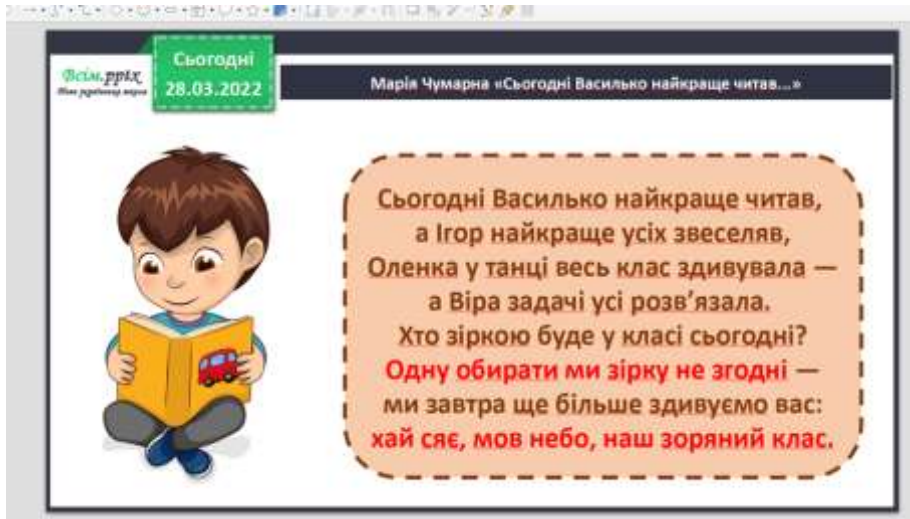 Всім.pptx
Сьогодні
28.03.2022
Марія Чумарна «Сьогодні Василько найкраще читав...»
Сьогодні Василько найкраще читав,
а Ігор найкраще усіх звеселяв,
Оленка у танці весь клас здивувала —
а Віра задачі усі розв’язала.
Хто зіркою буде у класі сьогодні?
Одну обирати ми зірку не згодні —
ми завтра ще більше здивуємо вас:
хай сяє, мов небо, наш зоряний клас.